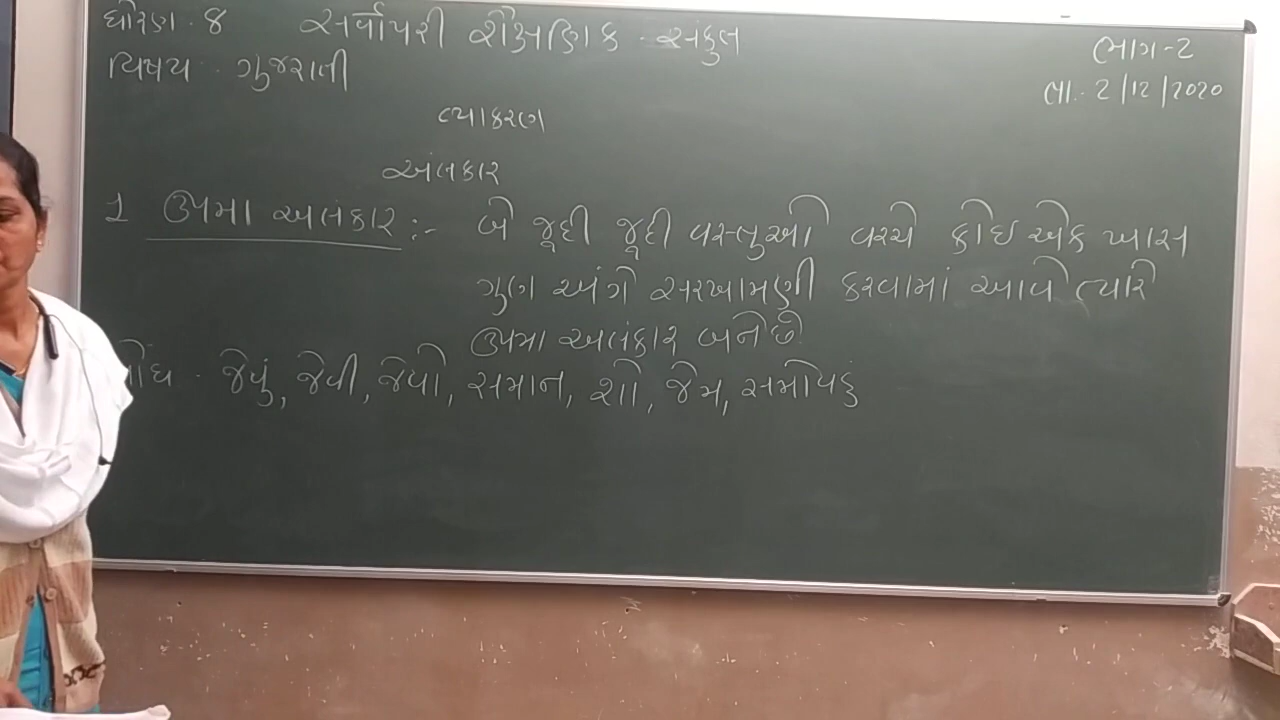 ધોરણ . 8 સર્વોપરી શૈક્ષણિક . સંકુલ ભાગ-2
વિષય . ગુજરાતી તા.- 2/12/2020
વ્યાકરણ
અલંકાર
1 ઉપમા અલંકાર :- બે જૂદી જૂદી વસ્તુઓ વચ્ચે કોઇ એક ખાસ
ગુણ અંગે સરખામણી કરવામાં આવે ત્યારે
ઉપમા અલંકાર બને છે.
જેવું, જેવી, જેવો, સમાન, શો, જેમ, સમોવડું